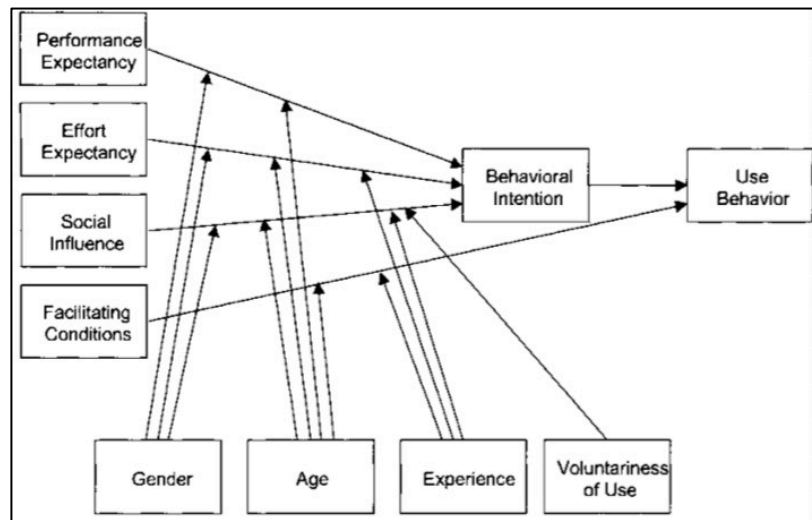 Performance
Expectancy
Effort
Expectancy
Social
Influence
Facilitating
Conditions
Behavioral
Intention
Use
Behavior
Gender
Age
Experience
Voluntariness
of Use